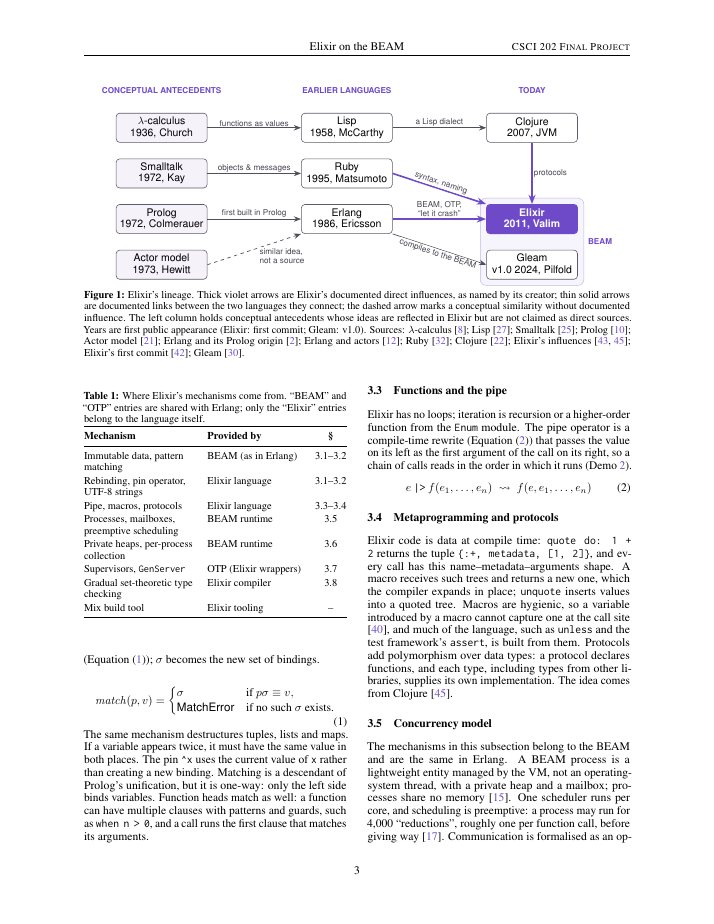 Elixir on the BEAM
CSCI 202 FINAL PROJECT
CONCEPTUAL ANTECEDENTS
EARLIER LANGUAGES
TODAY
λ-calculus
1936, Church
functions as values
Lisp
1958, McCarthy
a Lisp dialect
Clojure
2007, JVM
Smalltalk
1972, Kay
objects & messages
Ruby
1995, Matsumoto
syntax, naming
protocols
Prolog
1972, Colmerauer
first built in Prolog
Erlang
1986, Ericsson
BEAM, OTP,
"let it crash"
Elixir
2011, Valim
BEAM
Actor model
1973, Hewitt
similar idea,
not a source
compiles to the BEAM
Gleam
v1.0 2024, Pilfold
Figure 1: Elixir's lineage. Thick violet arrows are Elixir's documented direct influences, as named by its creator; thin solid arrows
are documented links between the two languages they connect; the dashed arrow marks a conceptual similarity without documented
influence. The left column holds conceptual antecedents whose ideas are reflected in Elixir but are not claimed as direct sources.
Years are first public appearance (Elixir: first commit; Gleam: v1.0). Sources: λ-calculus [8]; Lisp [27]; Smalltalk [25]; Prolog [10];
Actor model [21]; Erlang and its Prolog origin [2]; Erlang and actors [12]; Ruby [32]; Clojure [22]; Elixir's influences [43, 45];
Elixir's first commit [42]; Gleam [30].
Table 1: Where Elixir's mechanisms come from. "BEAM" and
"OTP" entries are shared with Erlang; only the "Elixir" entries
belong to the language itself.
Mechanism Provided by §
Immutable data, pattern BEAM (as in Erlang) 3.1–3.2
matching
Rebinding, pin operator, Elixir language 3.1–3.2
UTF-8 strings
Pipe, macros, protocols Elixir language 3.3–3.4
Processes, mailboxes, BEAM runtime 3.5
preemptive scheduling
Private heaps, per-process BEAM runtime 3.6
collection
Supervisors, GenServer OTP (Elixir wrappers) 3.7
Gradual set-theoretic type Elixir compiler 3.8
checking
Mix build tool Elixir tooling –
(Equation (1)); σ becomes the new set of bindings.
match(p, v) = { σ if pσ ≡ v,
MatchError if no such σ exists.
(1)
The same mechanism destructures tuples, lists and maps.
If a variable appears twice, it must have the same value in
both places. The pin ^x uses the current value of x rather
than creating a new binding. Matching is a descendant of
Prolog's unification, but it is one-way: only the left side
binds variables. Function heads match as well: a function
can have multiple clauses with patterns and guards, such
as when n > 0, and a call runs the first clause that matches
its arguments.
3.3 Functions and the pipe
Elixir has no loops; iteration is recursion or a higher-order
function from the Enum module. The pipe operator is a
compile-time rewrite (Equation (2)) that passes the value
on its left as the first argument of the call on its right, so a
chain of calls reads in the order in which it runs (Demo 2).
e |> f(e1, . . . , en) ⇝ f(e, e1, . . . , en) (2)
3.4 Metaprogramming and protocols
Elixir code is data at compile time: quote do: 1 +
2 returns the tuple {:+, metadata, [1, 2]}, and ev-
ery call has this name–metadata–arguments shape. A
macro receives such trees and returns a new one, which
the compiler expands in place; unquote inserts values
into a quoted tree. Macros are hygienic, so a variable
introduced by a macro cannot capture one at the call site
[40], and much of the language, such as unless and the
test framework's assert, is built from them. Protocols
add polymorphism over data types: a protocol declares
functions, and each type, including types from other li-
braries, supplies its own implementation. The idea comes
from Clojure [45].
3.5 Concurrency model
The mechanisms in this subsection belong to the BEAM
and are the same in Erlang. A BEAM process is a
lightweight entity managed by the VM, not an operating-
system thread, with a private heap and a mailbox; pro-
cesses share no memory [15]. One scheduler runs per
core, and scheduling is preemptive: a process may run for
4,000 "reductions", roughly one per function call, before
giving way [17]. Communication is formalised as an op-
3